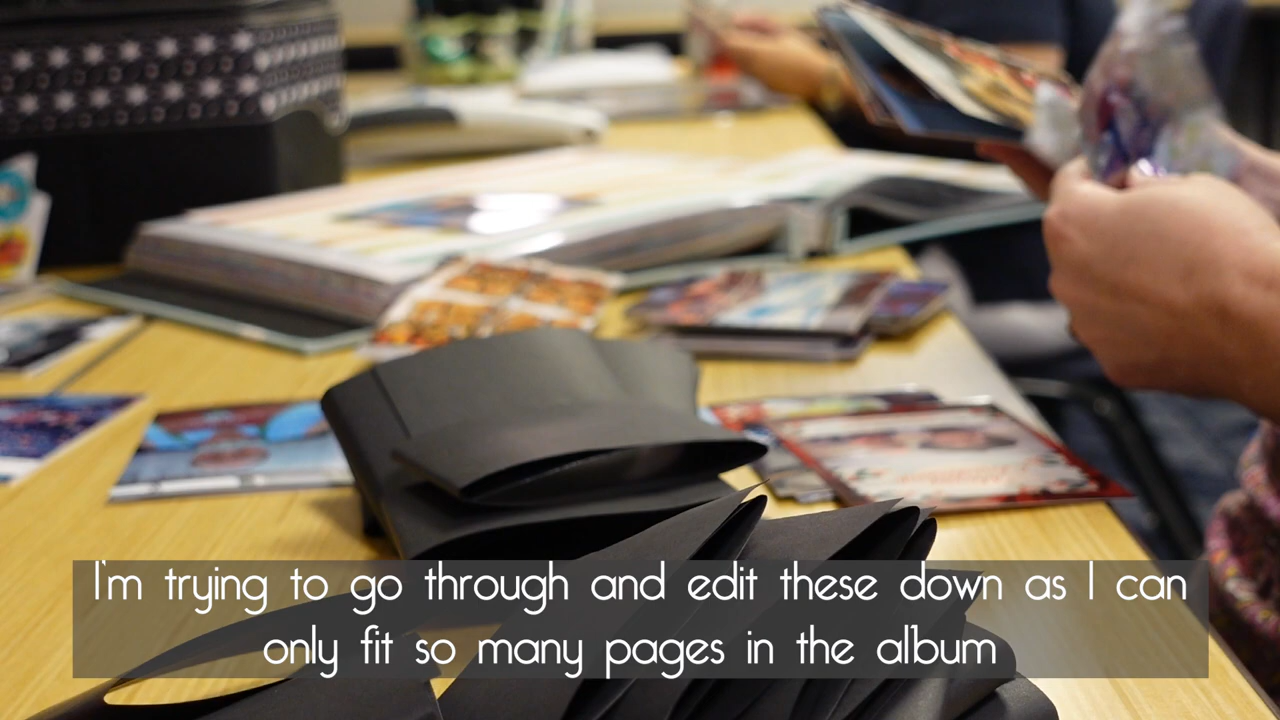 I'm trying to go through and edit these down as I can
only fit so many pages in the album